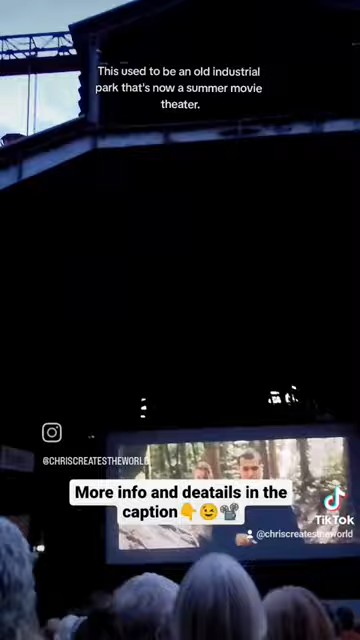 This used to be an old industrial
park that's now a summer movie
theater.
@CHRISCREATESTHEWORLD
More info and deatails in the
caption👇😉📽️
TikTok
@chriscreatestheworld